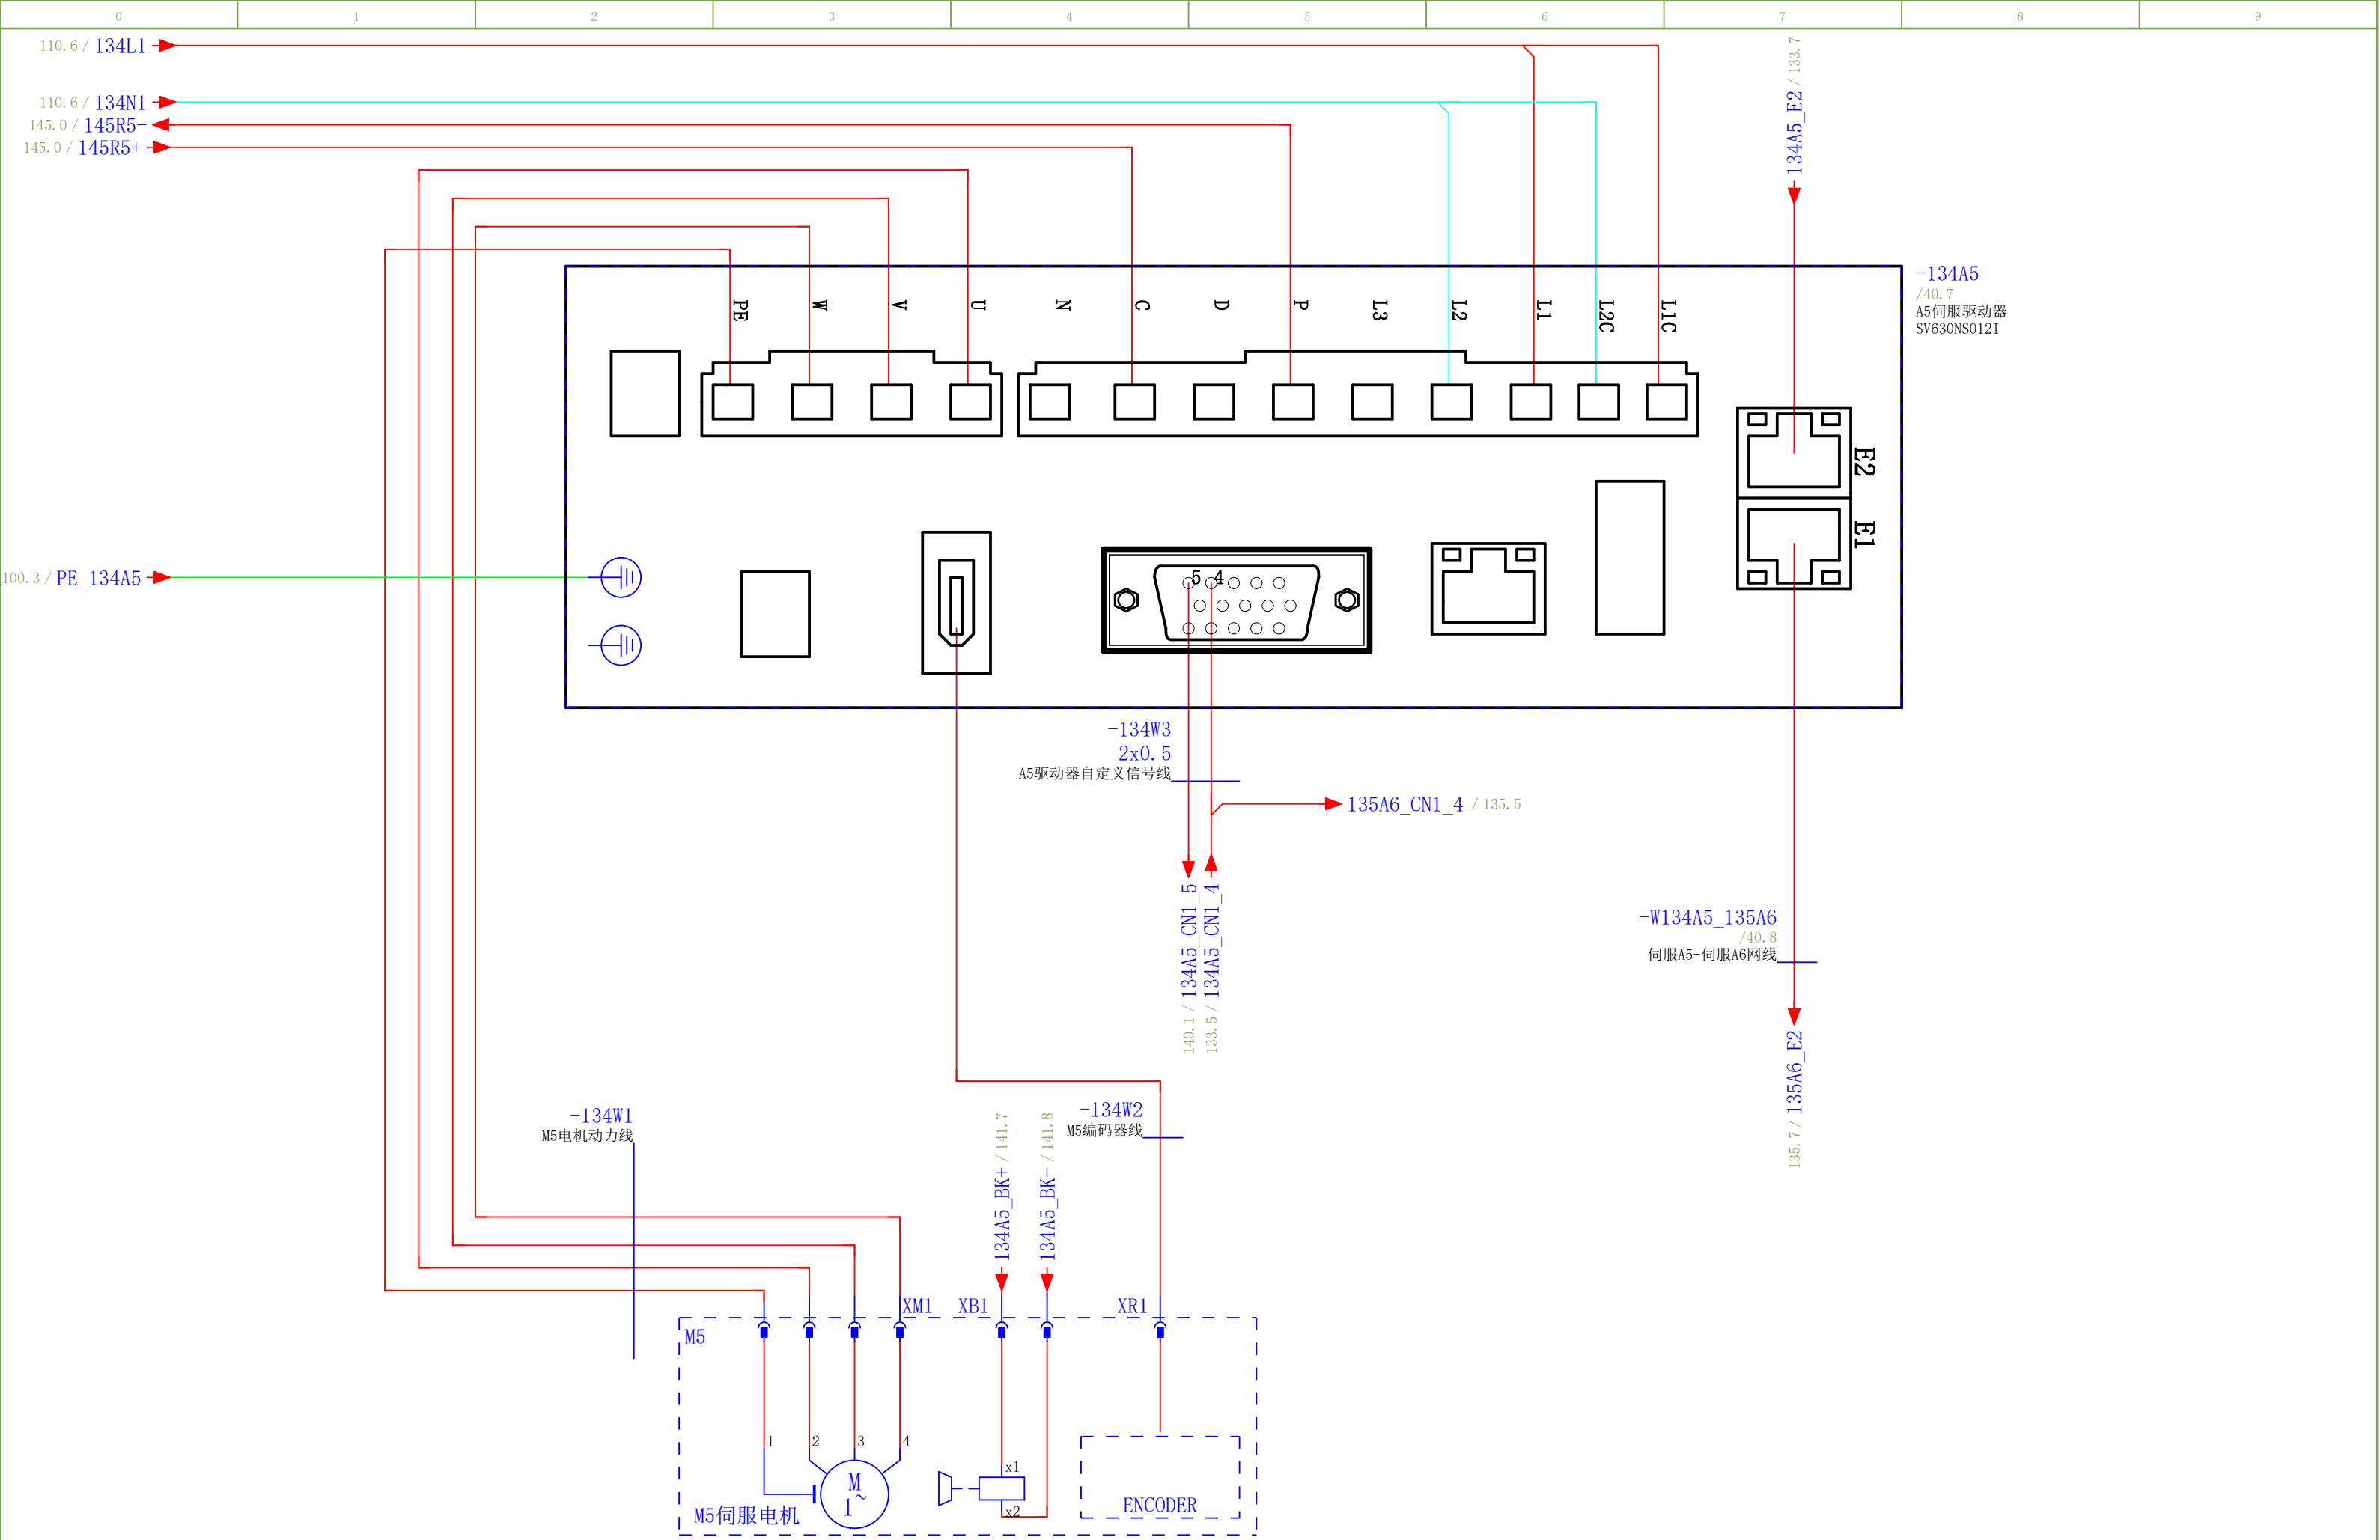 0 1 2 3 4 5 6 7 8 9
110.6 / 134L1
110.6 / 134N1
145.0 / 145R5-
145.0 / 145R5+
134A5_E2 / 133.7
-134A5
/40.7
A5伺服驱动器
SV630NS012I
PE W V U N C D P L3 L2 L1 L2C L1C
E2
E1
100.3 / PE_134A5
5 4
-134W3
2x0.5
A5驱动器自定义信号线
135A6_CN1_4 / 135.5
140.1 / 134A5_CN1_5
133.5 / 134A5_CN1_4
-W134A5_135A6
/40.8
伺服A5-伺服A6网线
135.7 / 135A6_E2
-134W1
M5电机动力线
134A5_BK+ / 141.7
134A5_BK- / 141.8
-134W2
M5编码器线
XM1 XB1 XR1
M5
1 2 3 4
x1
M
1~
x2
M5伺服电机
ENCODER